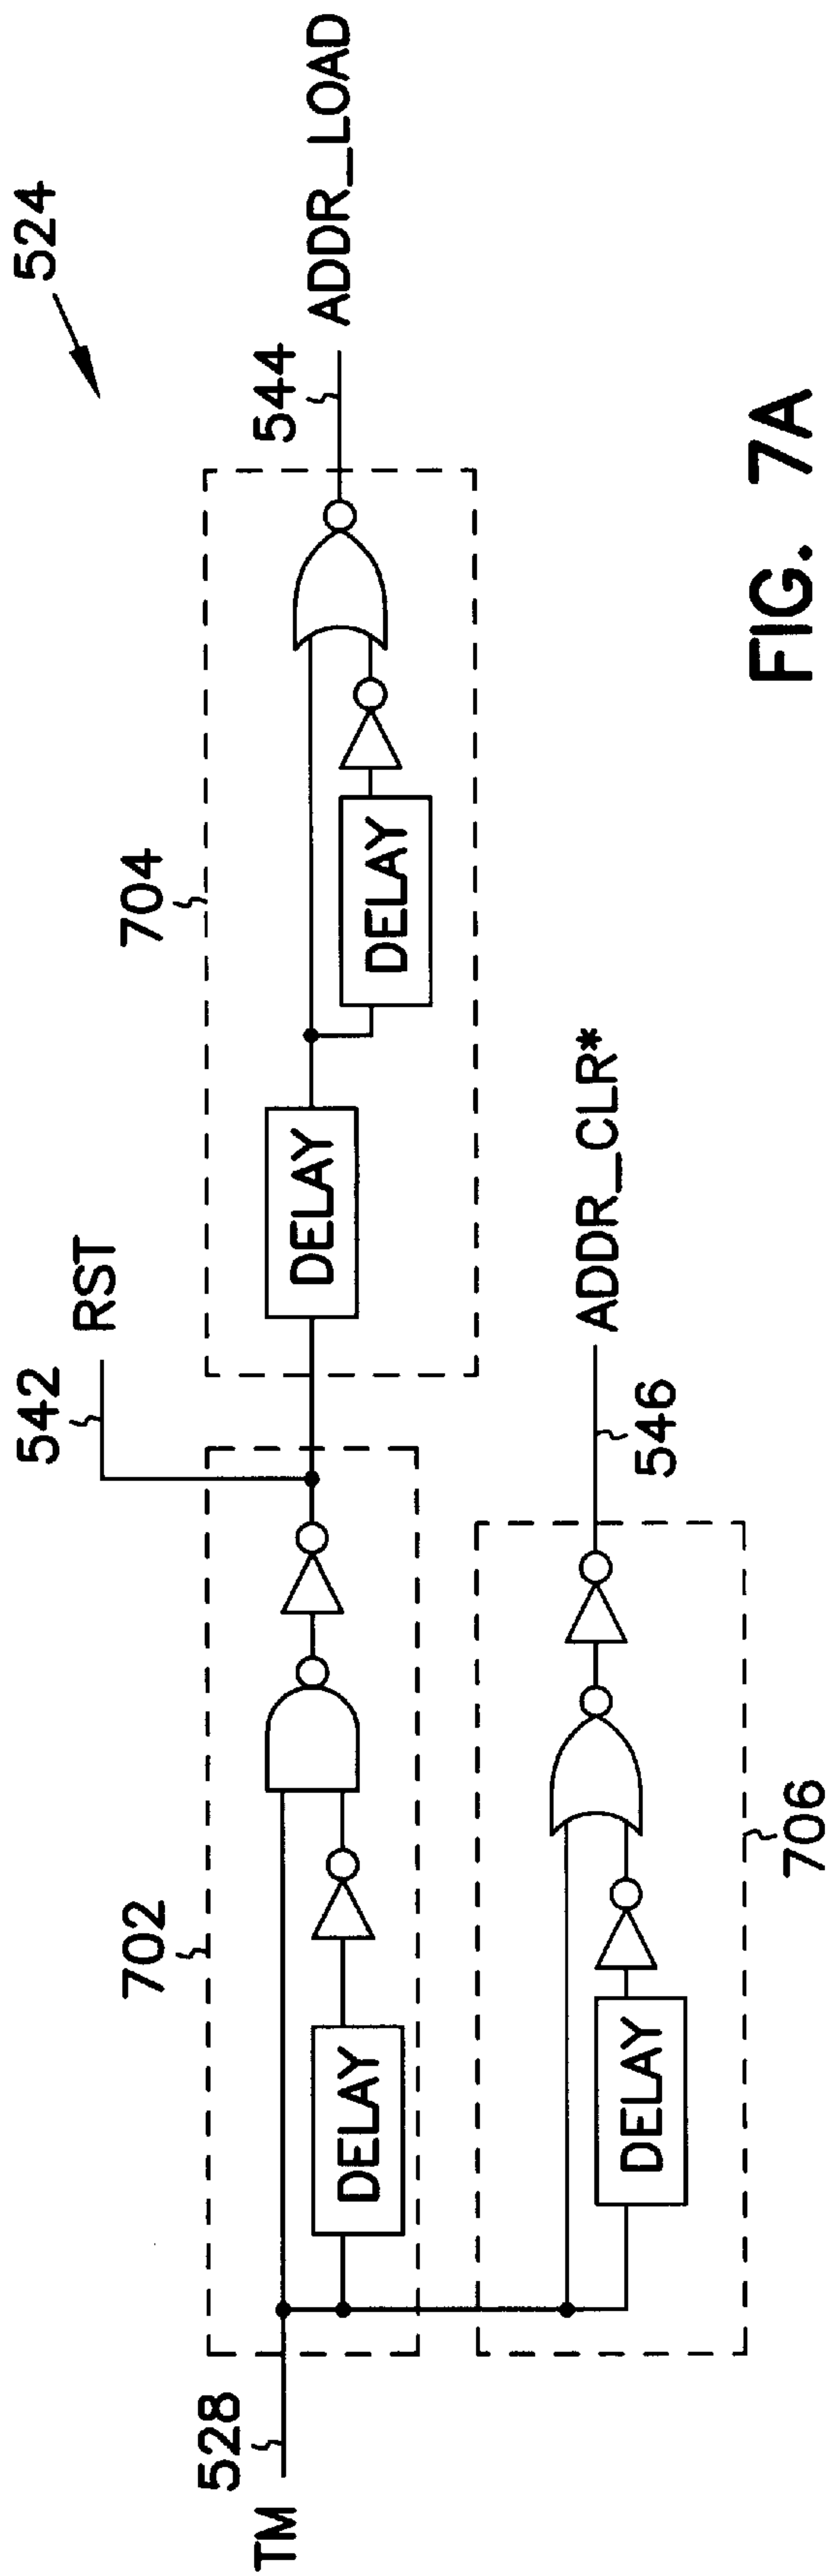 524
542
RST
702
704
544
ADDR_LOAD
528
TM
DELAY
DELAY
DELAY
DELAY
ADDR_CLR*
546
706
FIG. 7A